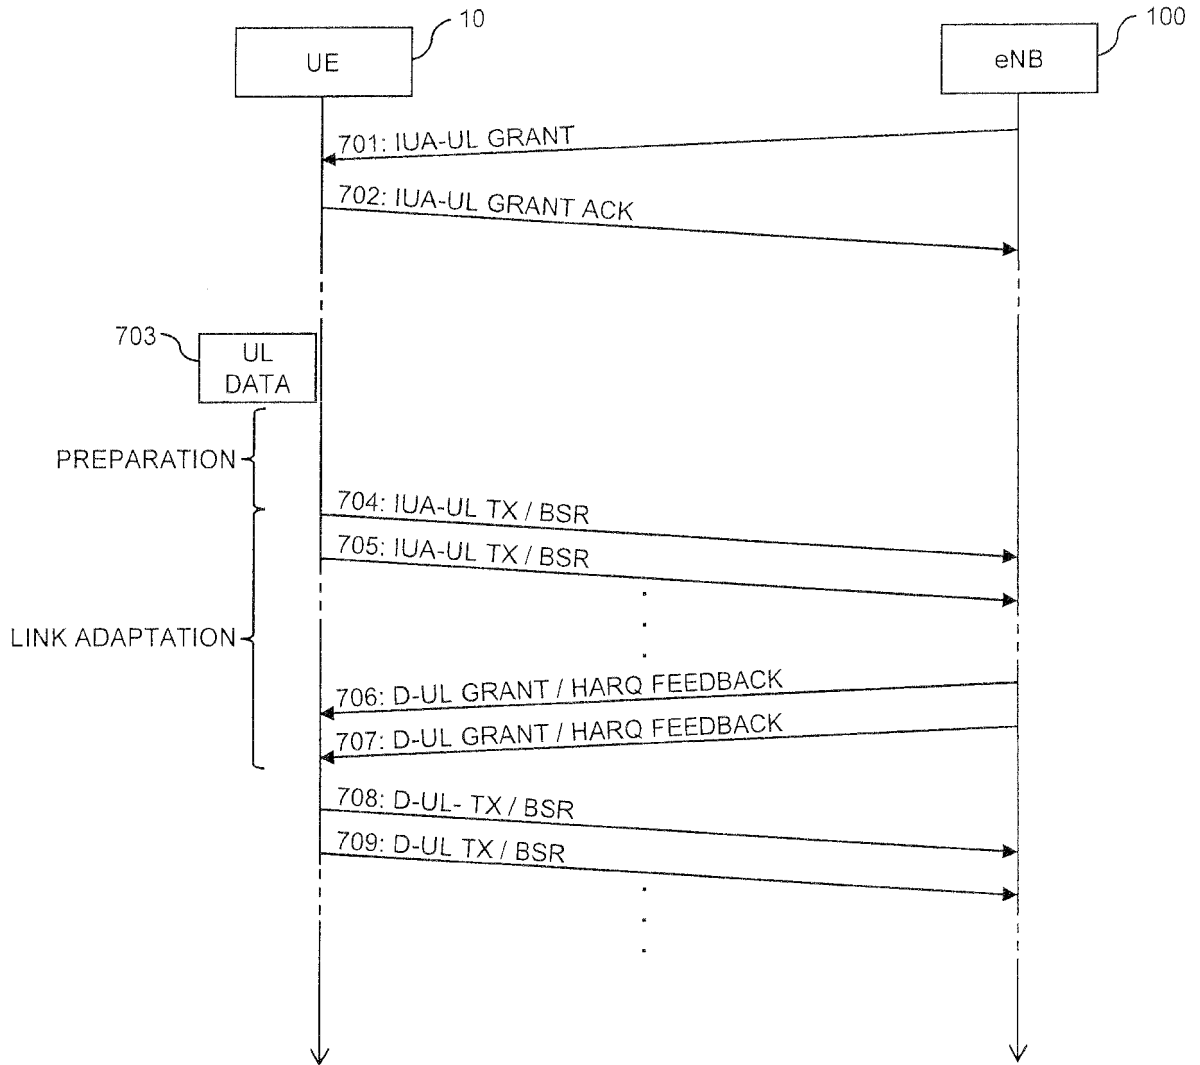 10
100
UE
eNB
701: IUA-UL GRANT
702: IUA-UL GRANT ACK
703
UL
DATA
PREPARATION
704: IUA-UL TX / BSR
705: IUA-UL TX / BSR
LINK ADAPTATION
706: D-UL GRANT / HARQ FEEDBACK
707: D-UL GRANT / HARQ FEEDBACK
708: D-UL- TX / BSR
709: D-UL TX / BSR